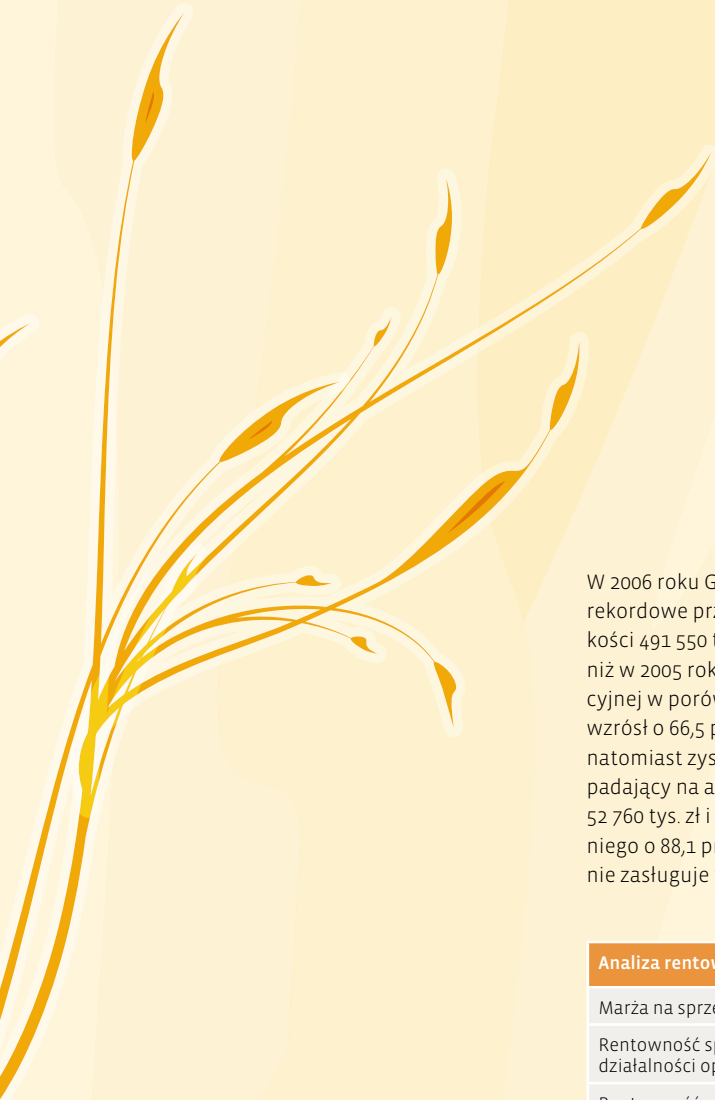 W 2006 roku G
rekordowe prz
kości 491 550 t
niż w 2005 rok
cyjnej w porów
wzrósł o 66,5 p
natomiast zys
padający na a
52 760 tys. zł i
niego o 88,1 pr
nie zasługuje
Analiza rentow
Marża na sprze
Rentowność sp
działalności op